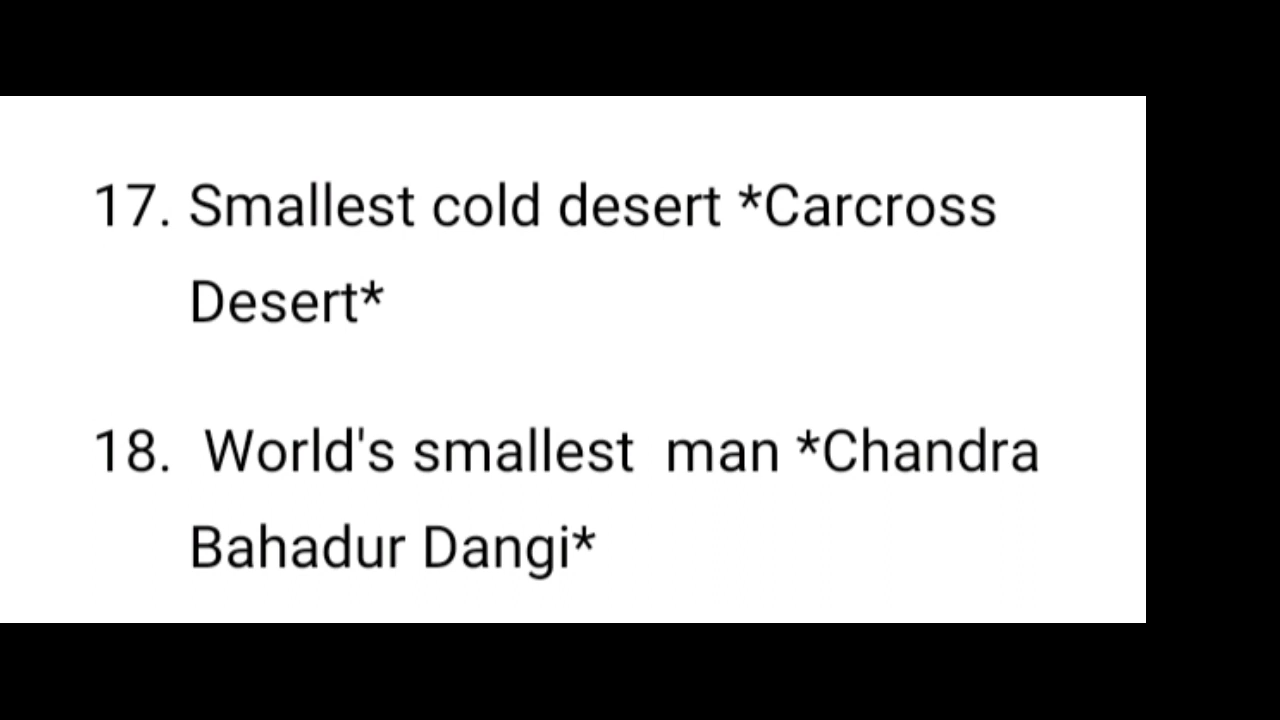 17. Smallest cold desert *Carcross
Desert*
18.  World's smallest  man *Chandra
Bahadur Dangi*